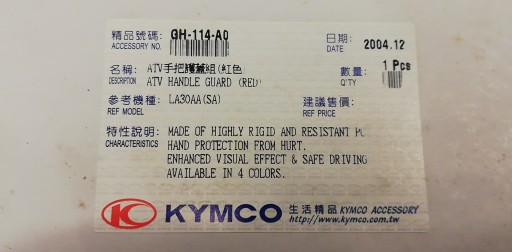 精品號碼: GH-114-A0 日期: 2004.12
ACCESSORY NO. DATE
名稱: ATV手把護蓋組(紅色) 數量: 1 Pcs
DESCRIPTION ATV HANDLE GUARD (RED) Q'TY
參考機種: LA30AA(SA) 建議售價:
REF MODEL REF PRICE
特性說明: MADE OF HIGHLY RIGID AND RESISTANT PC
CHARACTERISTICS HAND PROTECTION FROM HURT.
ENHANCED VISUAL EFFECT & SAFE DRIVING
AVAILABLE IN 4 COLORS.
KYMCO 生活精品 KYMCO ACCESSORY
http://www.kymco.com.tw